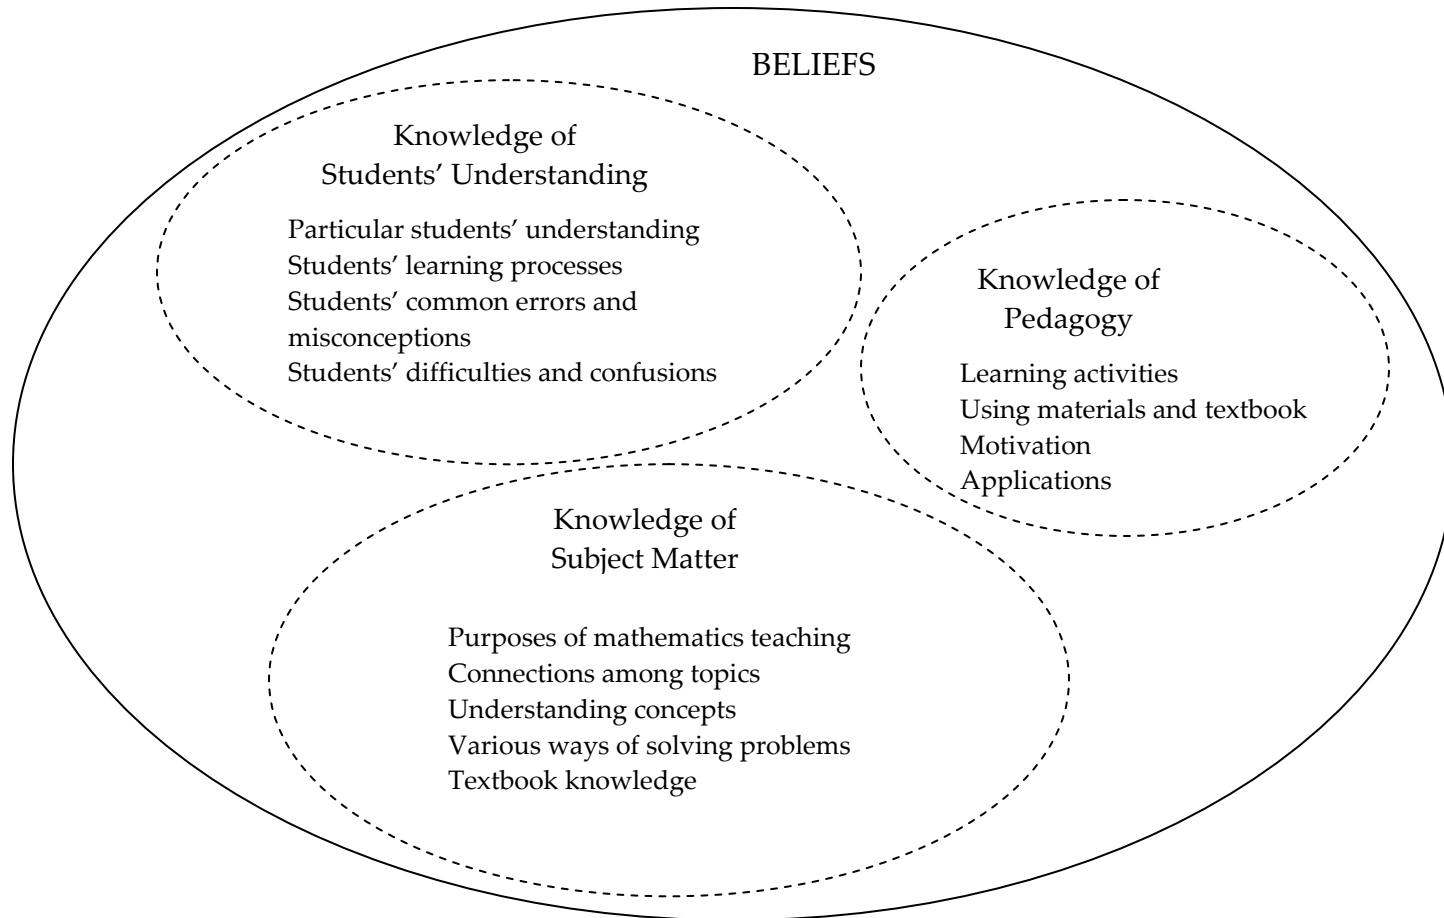 BELIEFS
Knowledge of
Students’ Understanding
Particular students’ understanding
Students’ learning processes
Students’ common errors and
misconceptions
Students’ difficulties and confusions
Knowledge of
Pedagogy
Learning activities
Using materials and textbook
Motivation
Applications
Knowledge of
Subject Matter
Purposes of mathematics teaching
Connections among topics
Understanding concepts
Various ways of solving problems
Textbook knowledge